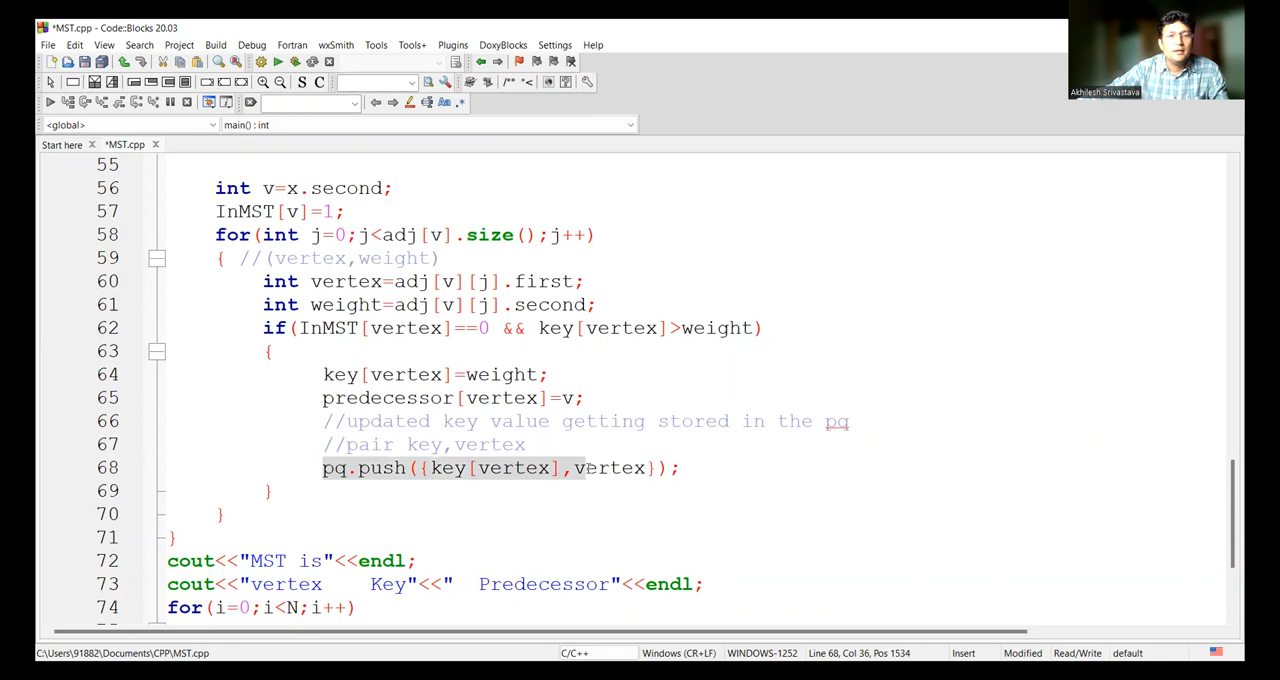 *MST.cpp - Code::Blocks 20.03
File Edit View Search Project Build Debug Fortran wxSmith Tools Tools+ Plugins DoxyBlocks Settings Help
S C /** *<
Aa .*
<global> main() : int
Start here *MST.cpp
Akhilesh Srivastava
55
56 int v=x.second;
57 InMST[v]=1;
58 for(int j=0;j<adj[v].size();j++)
59 { //(vertex,weight)
60 int vertex=adj[v][j].first;
61 int weight=adj[v][j].second;
62 if(InMST[vertex]==0 && key[vertex]>weight)
63 {
64 key[vertex]=weight;
65 predecessor[vertex]=v;
66 //updated key value getting stored in the pq
67 //pair key,vertex
68 pq.push({key[vertex],vertex});
69 }
70 }
71 }
72 cout<<"MST is"<<endl;
73 cout<<"vertex    Key"<<"  Predecessor"<<endl;
74 for(i=0;i<N;i++)
C:\Users\91882\Documents\CPP\MST.cpp C/C++ Windows (CR+LF) WINDOWS-1252 Line 68, Col 36, Pos 1534 Insert Modified Read/Write default